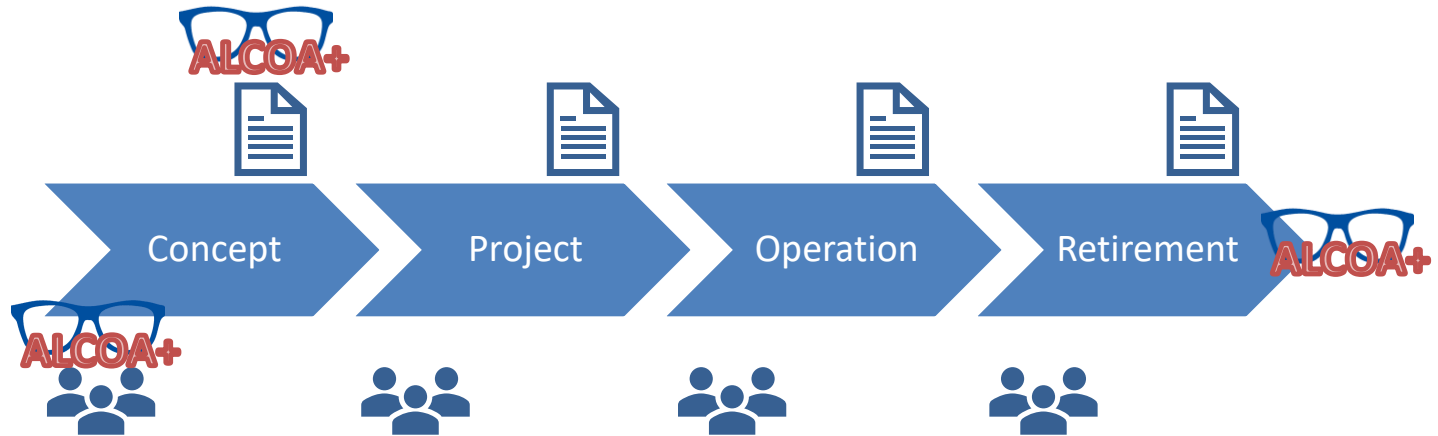 ALCOA+
Concept
Project
Operation
Retirement
ALCOA+
ALCOA+